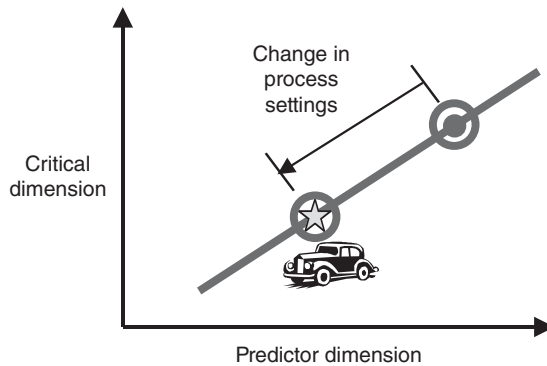 Change in
process
settings
Critical
dimension
Predictor dimension